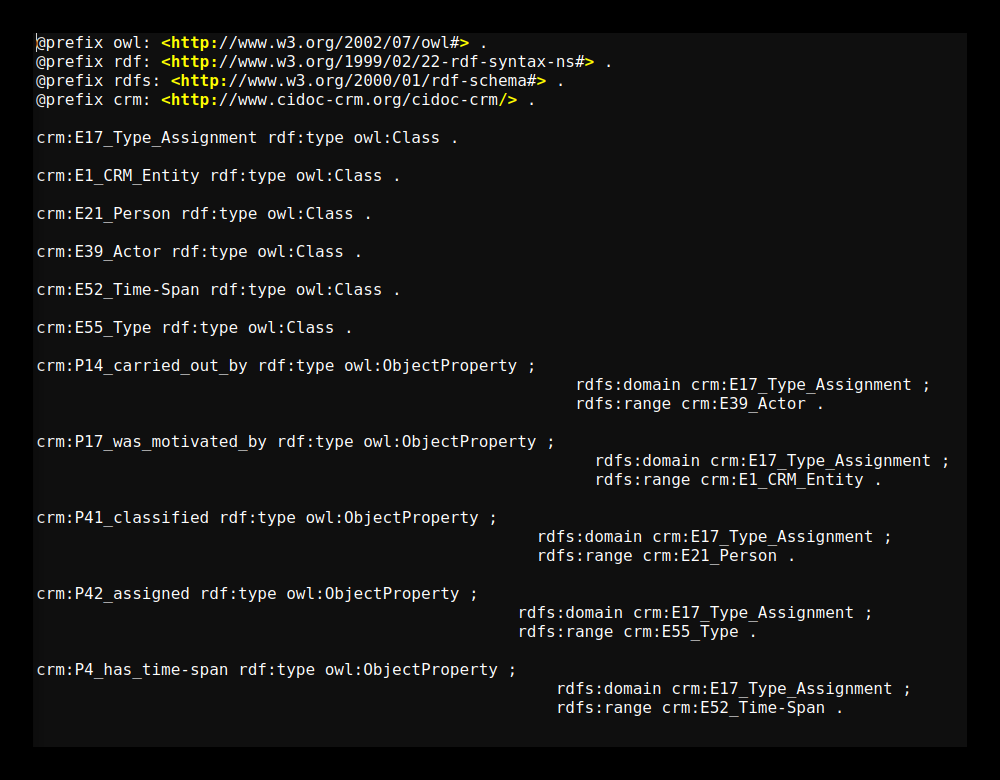 @prefix owl: <http://www.w3.org/2002/07/owl#> .
@prefix rdf: <http://www.w3.org/1999/02/22-rdf-syntax-ns#> .
@prefix rdfs: <http://www.w3.org/2000/01/rdf-schema#> .
@prefix crm: <http://www.cidoc-crm.org/cidoc-crm/> .
crm:E17_Type_Assignment rdf:type owl:Class .
crm:E1_CRM_Entity rdf:type owl:Class .
crm:E21_Person rdf:type owl:Class .
crm:E39_Actor rdf:type owl:Class .
crm:E52_Time-Span rdf:type owl:Class .
crm:E55_Type rdf:type owl:Class .
crm:P14_carried_out_by rdf:type owl:ObjectProperty ;
rdfs:domain crm:E17_Type_Assignment ;
rdfs:range crm:E39_Actor .
crm:P17_was_motivated_by rdf:type owl:ObjectProperty ;
rdfs:domain crm:E17_Type_Assignment ;
rdfs:range crm:E1_CRM_Entity .
crm:P41_classified rdf:type owl:ObjectProperty ;
rdfs:domain crm:E17_Type_Assignment ;
rdfs:range crm:E21_Person .
crm:P42_assigned rdf:type owl:ObjectProperty ;
rdfs:domain crm:E17_Type_Assignment ;
rdfs:range crm:E55_Type .
crm:P4_has_time-span rdf:type owl:ObjectProperty ;
rdfs:domain crm:E17_Type_Assignment ;
rdfs:range crm:E52_Time-Span .